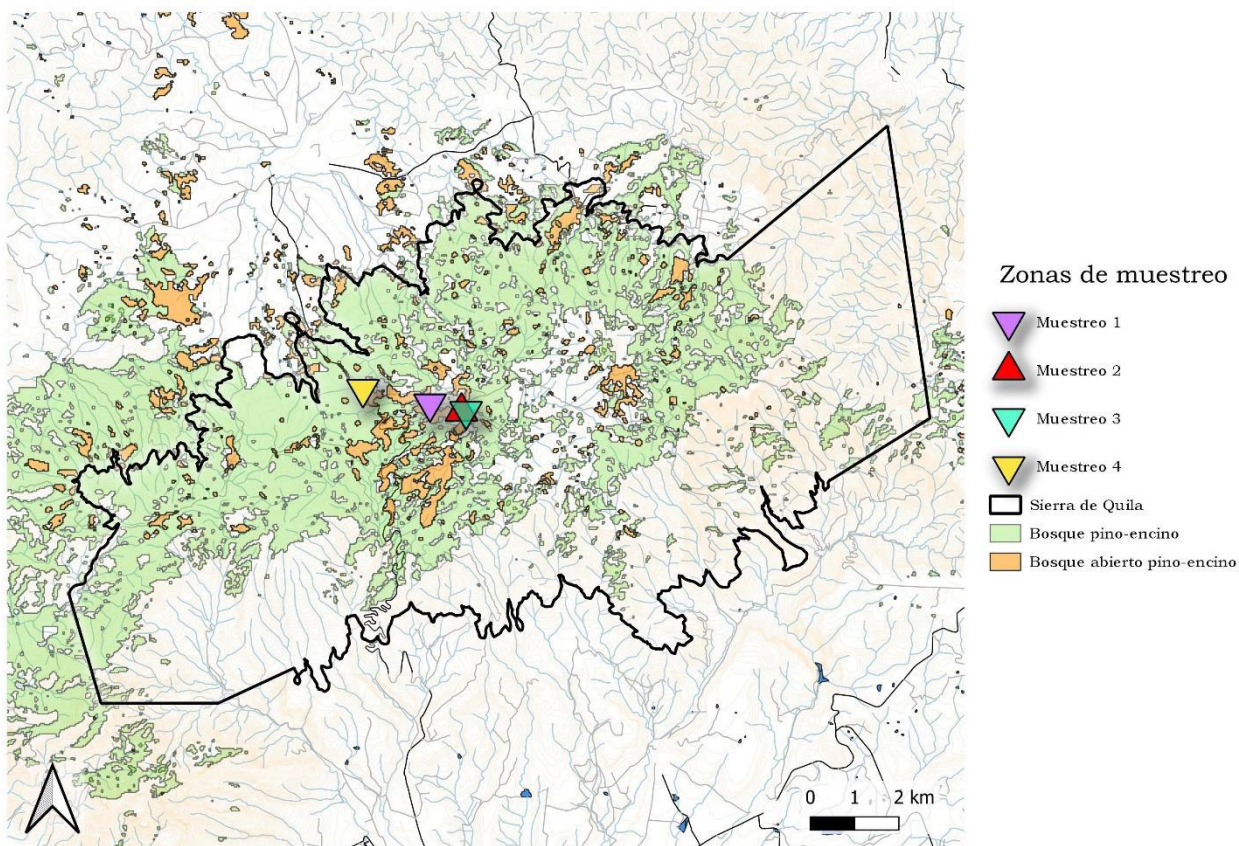 Zonas de muestreo
Muestreo 1
Muestreo 2
Muestreo 3
Muestreo 4
Sierra de Quila
Bosque pino-encino
Bosque abierto pino-encino
0 1 2 km